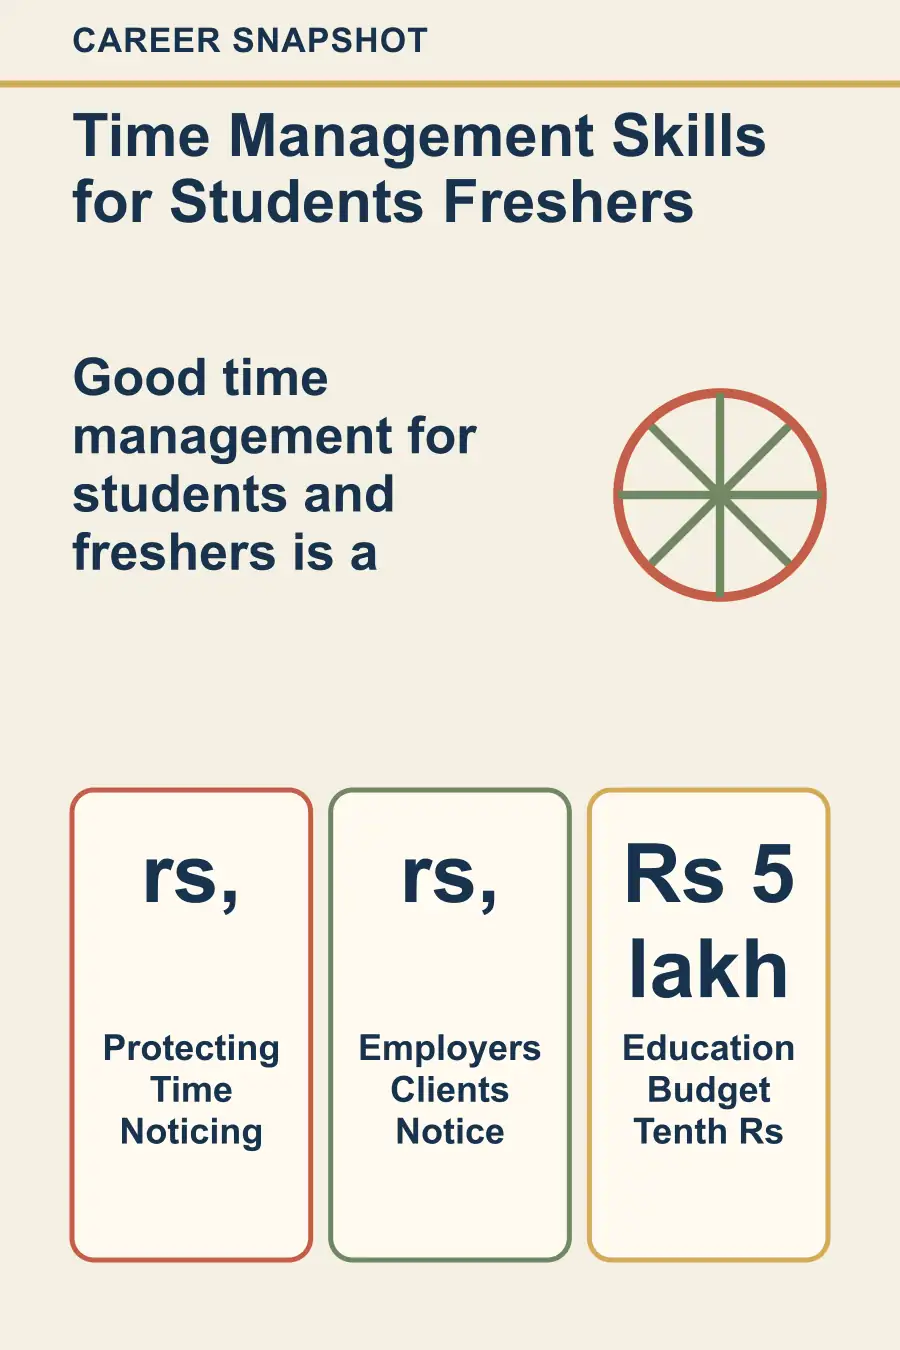 CAREER SNAPSHOT
Time Management Skills
for Students Freshers
Good time
management for
students and
freshers is a
rs,
Protecting
Time
Noticing
rs,
Employers
Clients
Notice
Rs 5
lakh
Education
Budget
Tenth Rs